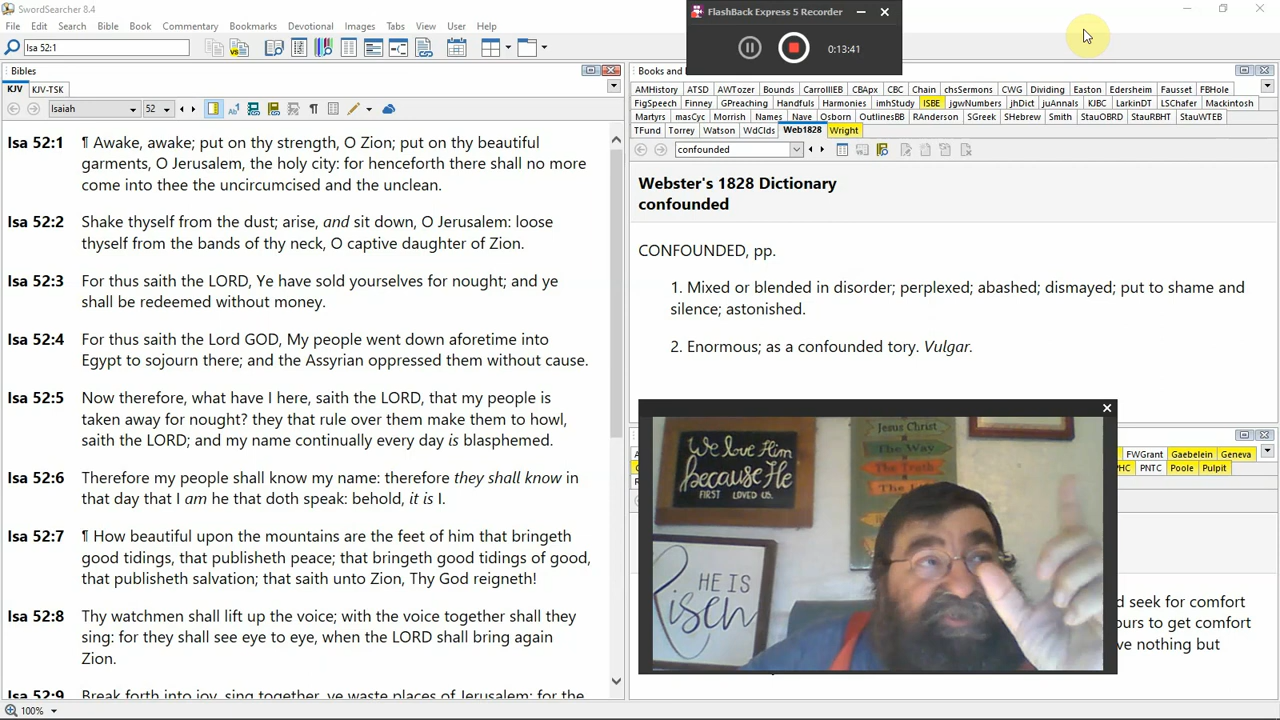 SwordSearcher 8.4
File Edit Search Bible Book Commentary Bookmarks Devotional Images Tabs View User Help
Isa 52:1
VS
FlashBack Express 5 Recorder
0:13:41
Bibles
KJV KJV-TSK
Isaiah 52
Isa 52:1 ¶ Awake, awake; put on thy strength, O Zion; put on thy beautiful
garments, O Jerusalem, the holy city: for henceforth there shall no more
come into thee the uncircumcised and the unclean.
Isa 52:2 Shake thyself from the dust; arise, and sit down, O Jerusalem: loose
thyself from the bands of thy neck, O captive daughter of Zion.
Isa 52:3 For thus saith the LORD, Ye have sold yourselves for nought; and ye
shall be redeemed without money.
Isa 52:4 For thus saith the Lord GOD, My people went down aforetime into
Egypt to sojourn there; and the Assyrian oppressed them without cause.
Isa 52:5 Now therefore, what have I here, saith the LORD, that my people is
taken away for nought? they that rule over them make them to howl,
saith the LORD; and my name continually every day is blasphemed.
Isa 52:6 Therefore my people shall know my name: therefore they shall know in
that day that I am he that doth speak: behold, it is I.
Isa 52:7 ¶ How beautiful upon the mountains are the feet of him that bringeth
good tidings, that publisheth peace; that bringeth good tidings of good,
that publisheth salvation; that saith unto Zion, Thy God reigneth!
Isa 52:8 Thy watchmen shall lift up the voice; with the voice together shall they
sing: for they shall see eye to eye, when the LORD shall bring again
Zion.
Isa 52:9 Break forth into joy, sing together, ye waste places of Jerusalem: for the
100%
Books and
AMHistory ATSD AWTozer Bounds CarrollEB CBApx CBC Chain chsSermons CWG Dividing Easton Edersheim Fausset FBHole
FigSpeech Finney GPreaching Handfuls Harmonies imhStudy ISBE jgwNumbers jhDict juAnnals KJBC LarkinDT LSChafer Mackintosh
Martyrs masCyc Morrish Names Nave Osborn OutlinesBB RAnderson SGreek SHebrew Smith StauOBRD StauRBHT StauWTEB
TFund Torrey Watson WdClds Web1828 Wright
confounded
Webster's 1828 Dictionary
confounded
CONFOUNDED, pp.
1. Mixed or blended in disorder; perplexed; abashed; dismayed; put to shame and
silence; astonished.
2. Enormous; as a confounded tory. Vulgar.
FWGrant Gaebelein Geneva
PNTC Poole Pulpit
seek for comfort
to get comfort
nothing but
We love Him
because He
FIRST LOVED US.
Jesus Christ
The Way
The Truth
HE IS
Risen